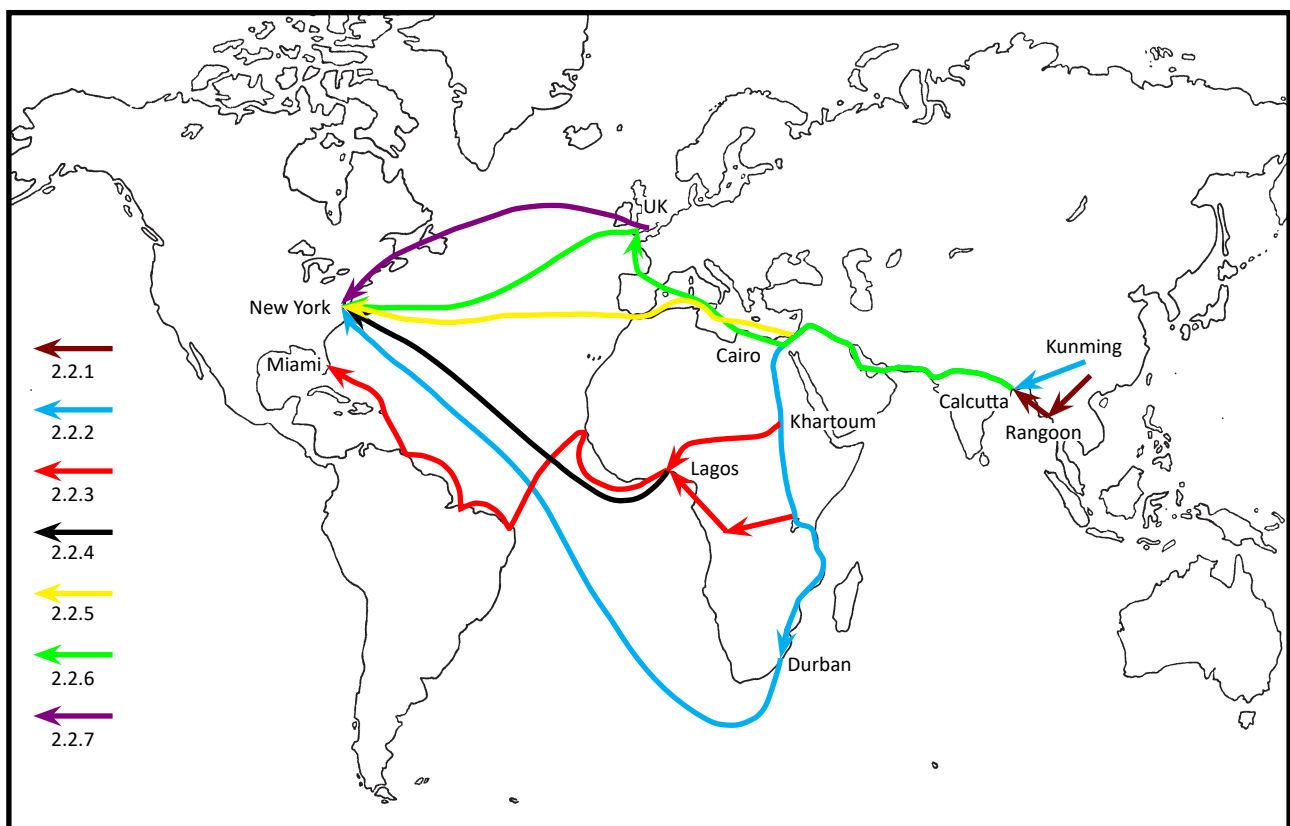 UK
New York
Cairo
Kunming
Miami
Calcutta
Khartoum
Rangoon
Lagos
Durban
2.2.1
2.2.2
2.2.3
2.2.4
2.2.5
2.2.6
2.2.7